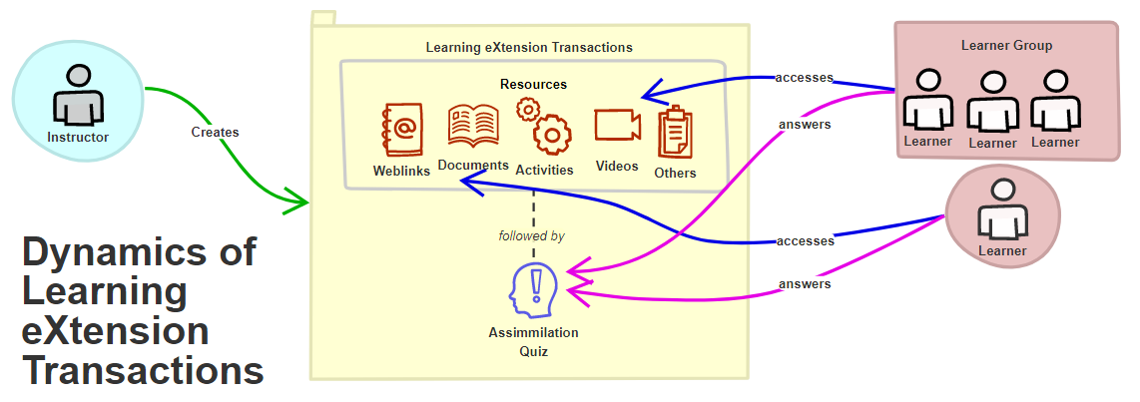 Learning eXtension Transactions
Learner Group
Resources
accesses
Instructor
Creates
answers
Weblinks
Documents
Activities
Videos
Others
Learner
Learner
Learner
followed by
accesses
Learner
answers
Dynamics of
Learning
eXtension
Transactions
Assimmilation
Quiz